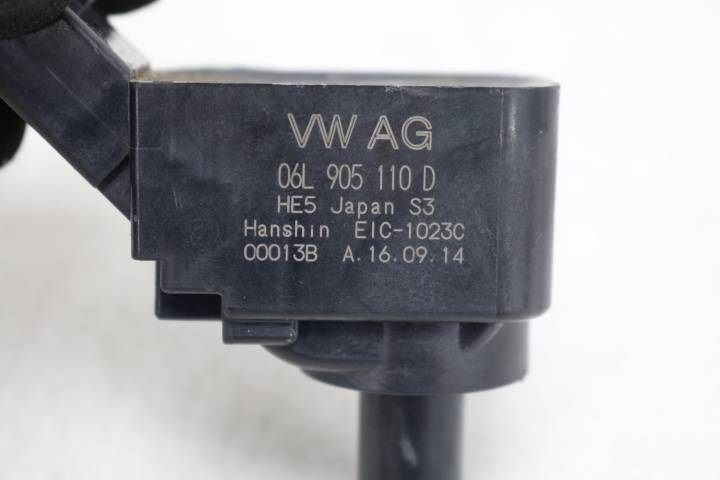 VW AG
06L 905 110 D
HE5 Japan S3
Hanshin EIC-1023C
00013B A.16.09.14